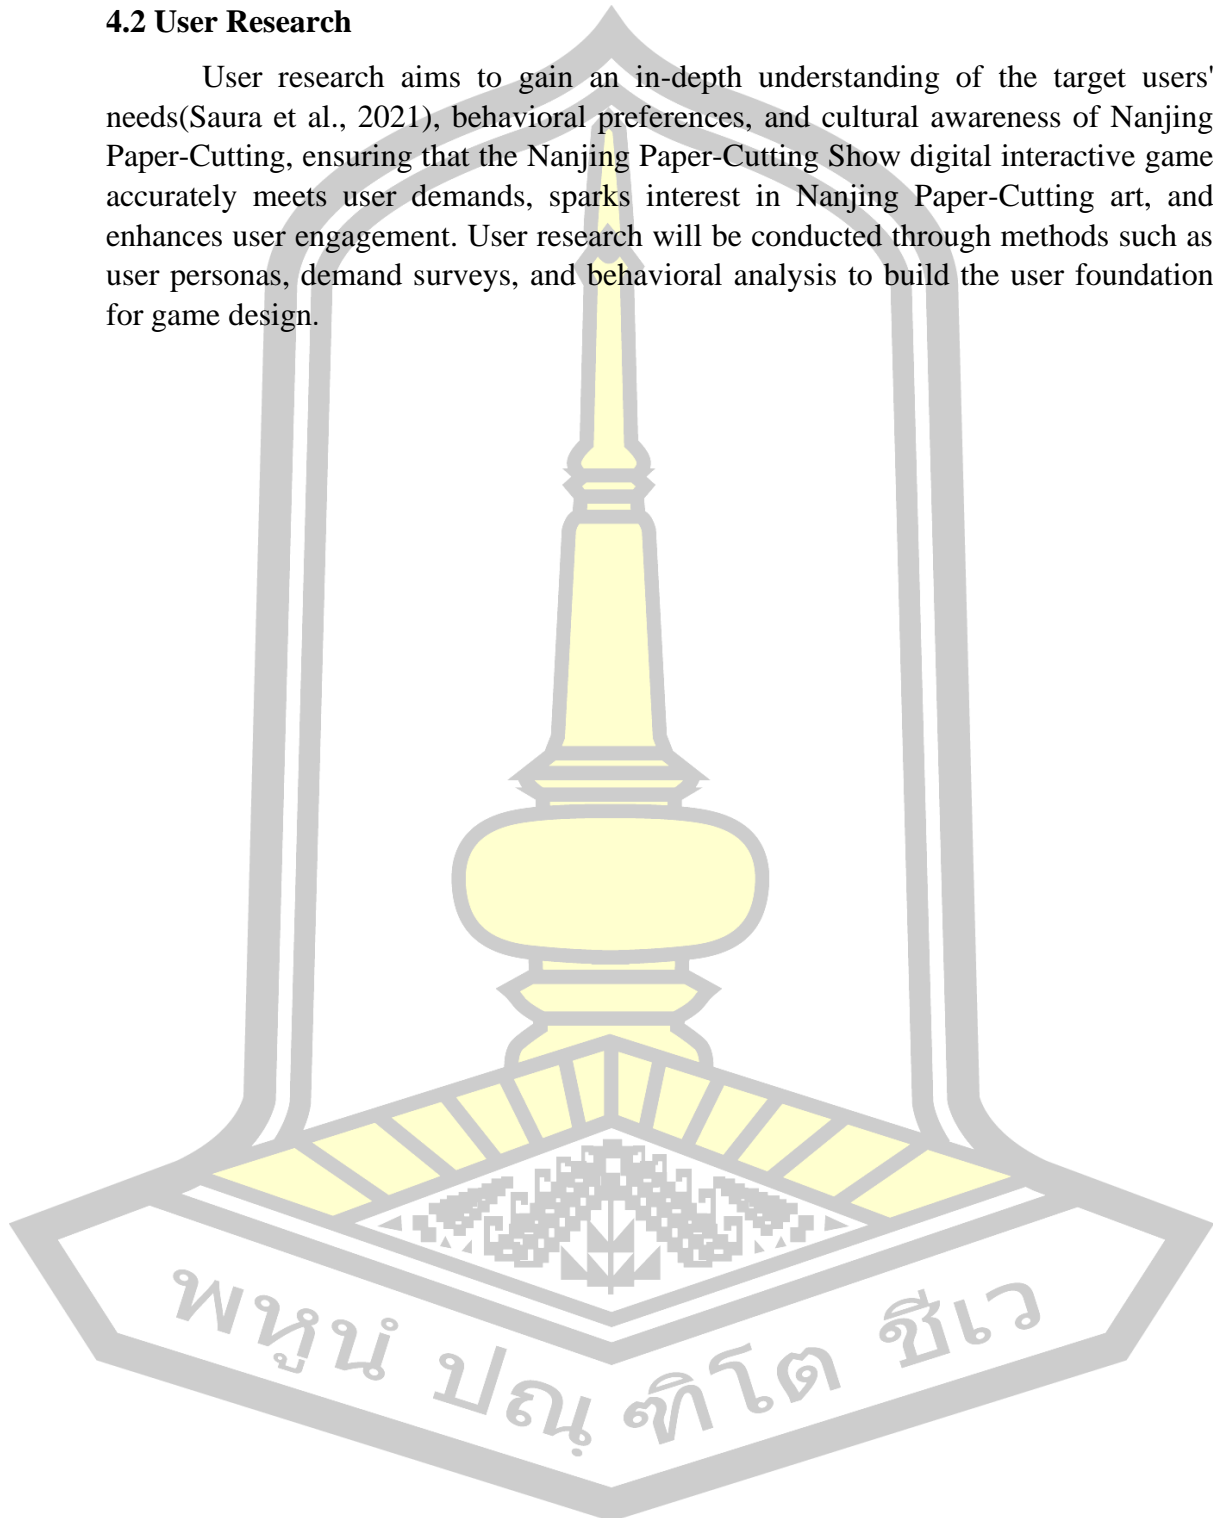 4.2 User Research
User research aims to gain an in-depth understanding of the target users'
needs(Saura et al., 2021), behavioral preferences, and cultural awareness of Nanjing
Paper-Cutting, ensuring that the Nanjing Paper-Cutting Show digital interactive game
accurately meets user demands, sparks interest in Nanjing Paper-Cutting art, and
enhances user engagement. User research will be conducted through methods such as
user personas, demand surveys, and behavioral analysis to build the user foundation
for game design.
พหูนํ ปณฺฑิโต ชีเว